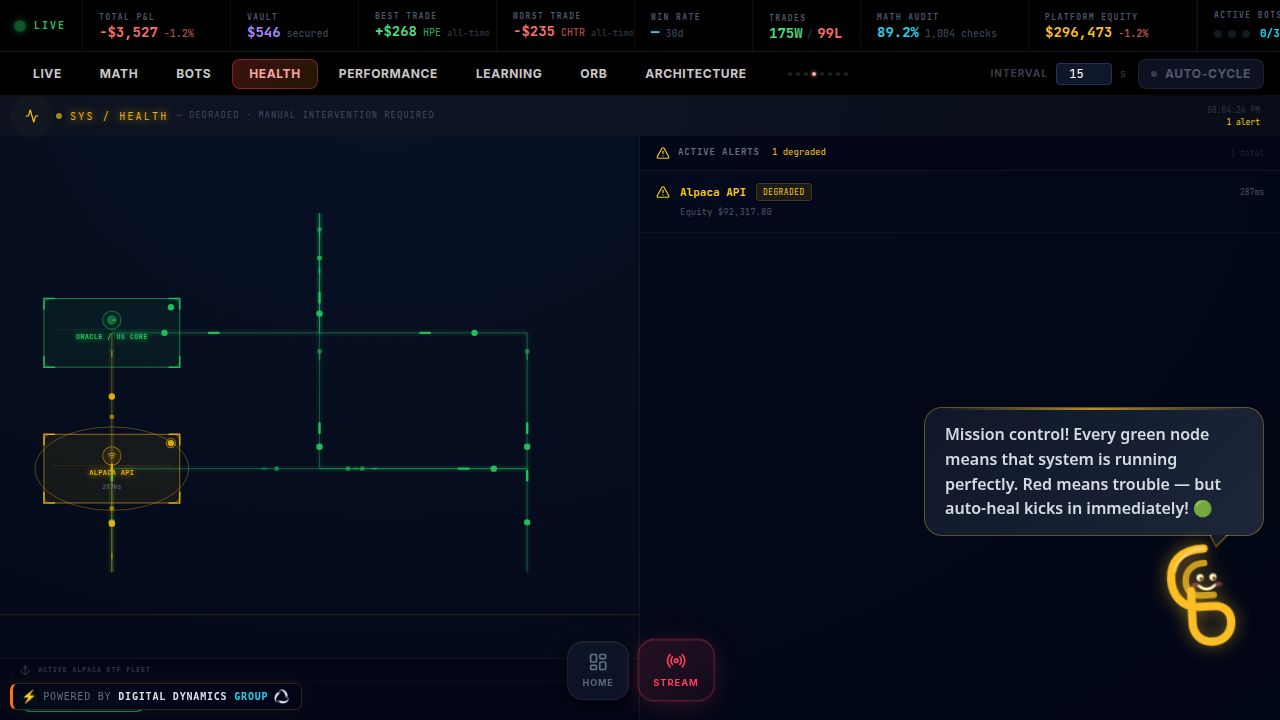 LIVE
TOTAL P&L
-$3,527 -1.2%
VAULT
$546 secured
BEST TRADE
+$268 HPE all-time
WORST TRADE
-$235 CHTR all-time
WIN RATE
— 30d
TRADES
175W / 99L
MATH AUDIT
89.2% 1,004 checks
PLATFORM EQUITY
$296,473 -1.2%
ACTIVE BOTS
0/3
LIVE
MATH
BOTS
HEALTH
PERFORMANCE
LEARNING
ORB
ARCHITECTURE
INTERVAL 15 s
AUTO-CYCLE
SYS / HEALTH — DEGRADED · MANUAL INTERVENTION REQUIRED
08:04:24 PM
1 alert
ACTIVE ALERTS 1 degraded
1 total
Alpaca API DEGRADED
287ms
Equity $92,317.80
ORACLE / US CORE
ALPACA API
287ms
Mission control! Every green node
means that system is running
perfectly. Red means trouble — but
auto-heal kicks in immediately!
HOME
STREAM
ACTIVE ALPACA ETF FLEET
POWERED BY DIGITAL DYNAMICS GROUP